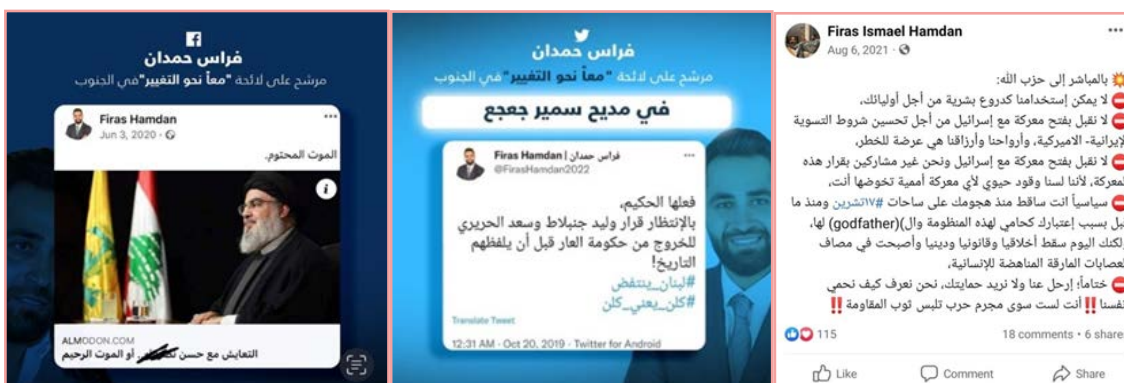 فراس حمدان
مرشح على لائحة "معاً نحو التغيير" في الجنوب
Firas Hamdan
Jun 3, 2020 ·
الموت المحتوم.
ALMODON.COM
التعايش مع حسن أو الموت الرحيم
فراس حمدان
مرشح على لائحة "معاً نحو التغيير" في الجنوب
في مديح سمير جعجع
Firas Hamdan | فراس حمدان
@FirasHamdan2022
فعلها الحكيم،
بالإنتظار قرار وليد جنبلاط وسعد الحريري
للخروج من حكومة العار قبل أن يلفظهم
التاريخ!
#لبنان_ينتفض
#كلن_يعني_كلن
Translate Tweet
12:31 AM · Oct 20, 2019 · Twitter for Android
Firas Ismael Hamdan
Aug 6, 2021 ·
💥 بالمباشر إلى حزب الله:
⛔ لا يمكن إستخدامنا كدروع بشرية من أجل أوليائك،
⛔ لا نقبل بفتح معركة مع إسرائيل من أجل تحسين شروط التسوية
الإيرانية- الاميركية، وأرواحنا وأرزاقنا هي عرضة للخطر،
⛔ لا نقبل بفتح معركة مع إسرائيل ونحن غير مشاركين بقرار هذه
لمعركة، لأننا لسنا وقود حيوي لأي معركة أممية تخوضها أنت،
⛔ سياسياً انت ساقط منذ هجومك على ساحات #١٧تشرين ومنذ ما
قبل بسبب إعتبارك كحامي لهذه المنظومة وال)(godfather) لها،
لكنك اليوم سقط أخلاقيا وقانونيا ودينيا وأصبحت في مصاف
لعصابات المارقة المناهضة للإنسانية،
⛔ ختاماً؛ إرحل عنا ولا نريد حمايتك، نحن نعرف كيف نحمي
نفسنا ‼️ أنت لست سوى مجرم حرب تلبس ثوب المقاومة ‼️
115
18 comments • 6 share
Like
Comment
Share